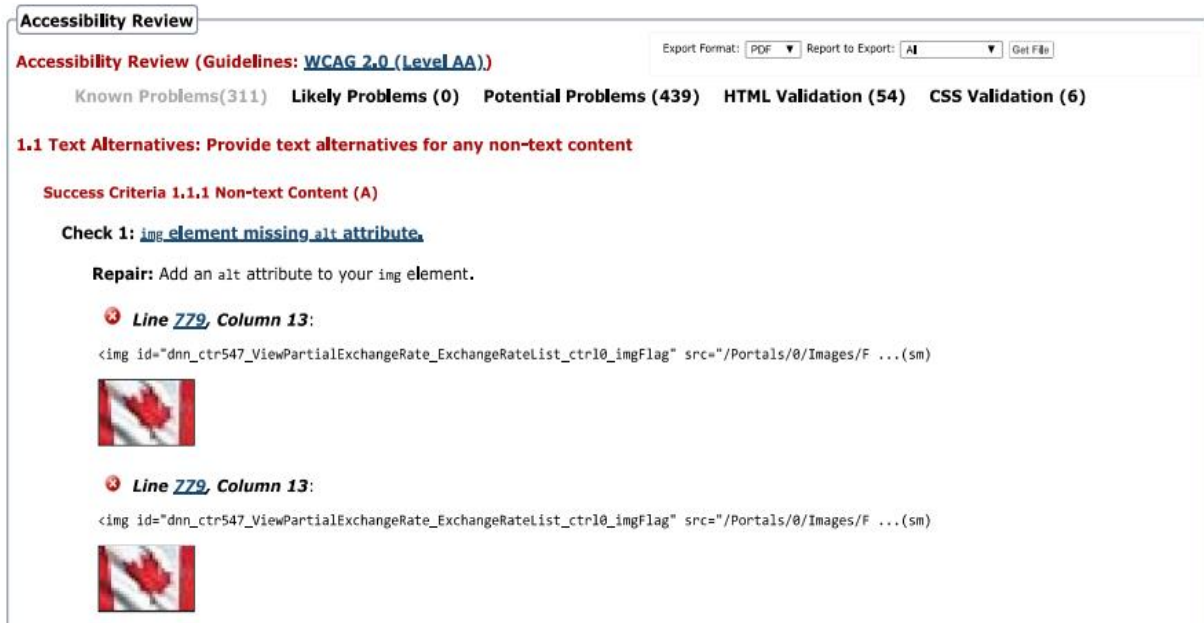 Accessibility Review
Export Format: PDF ▼ Report to Export: All ▼ Get File
Accessibility Review (Guidelines: WCAG 2.0 (Level AA))
Known Problems(311) Likely Problems (0) Potential Problems (439) HTML Validation (54) CSS Validation (6)
1.1 Text Alternatives: Provide text alternatives for any non-text content
Success Criteria 1.1.1 Non-text Content (A)
Check 1: img element missing alt attribute.
Repair: Add an alt attribute to your img element.
Line 779, Column 13:
<img id="dnn_ctr547_ViewPartialExchangeRate_ExchangeRateList_ctrl0_imgFlag" src="/Portals/0/Images/F ...(sm)
Line 779, Column 13:
<img id="dnn_ctr547_ViewPartialExchangeRate_ExchangeRateList_ctrl0_imgFlag" src="/Portals/0/Images/F ...(sm)